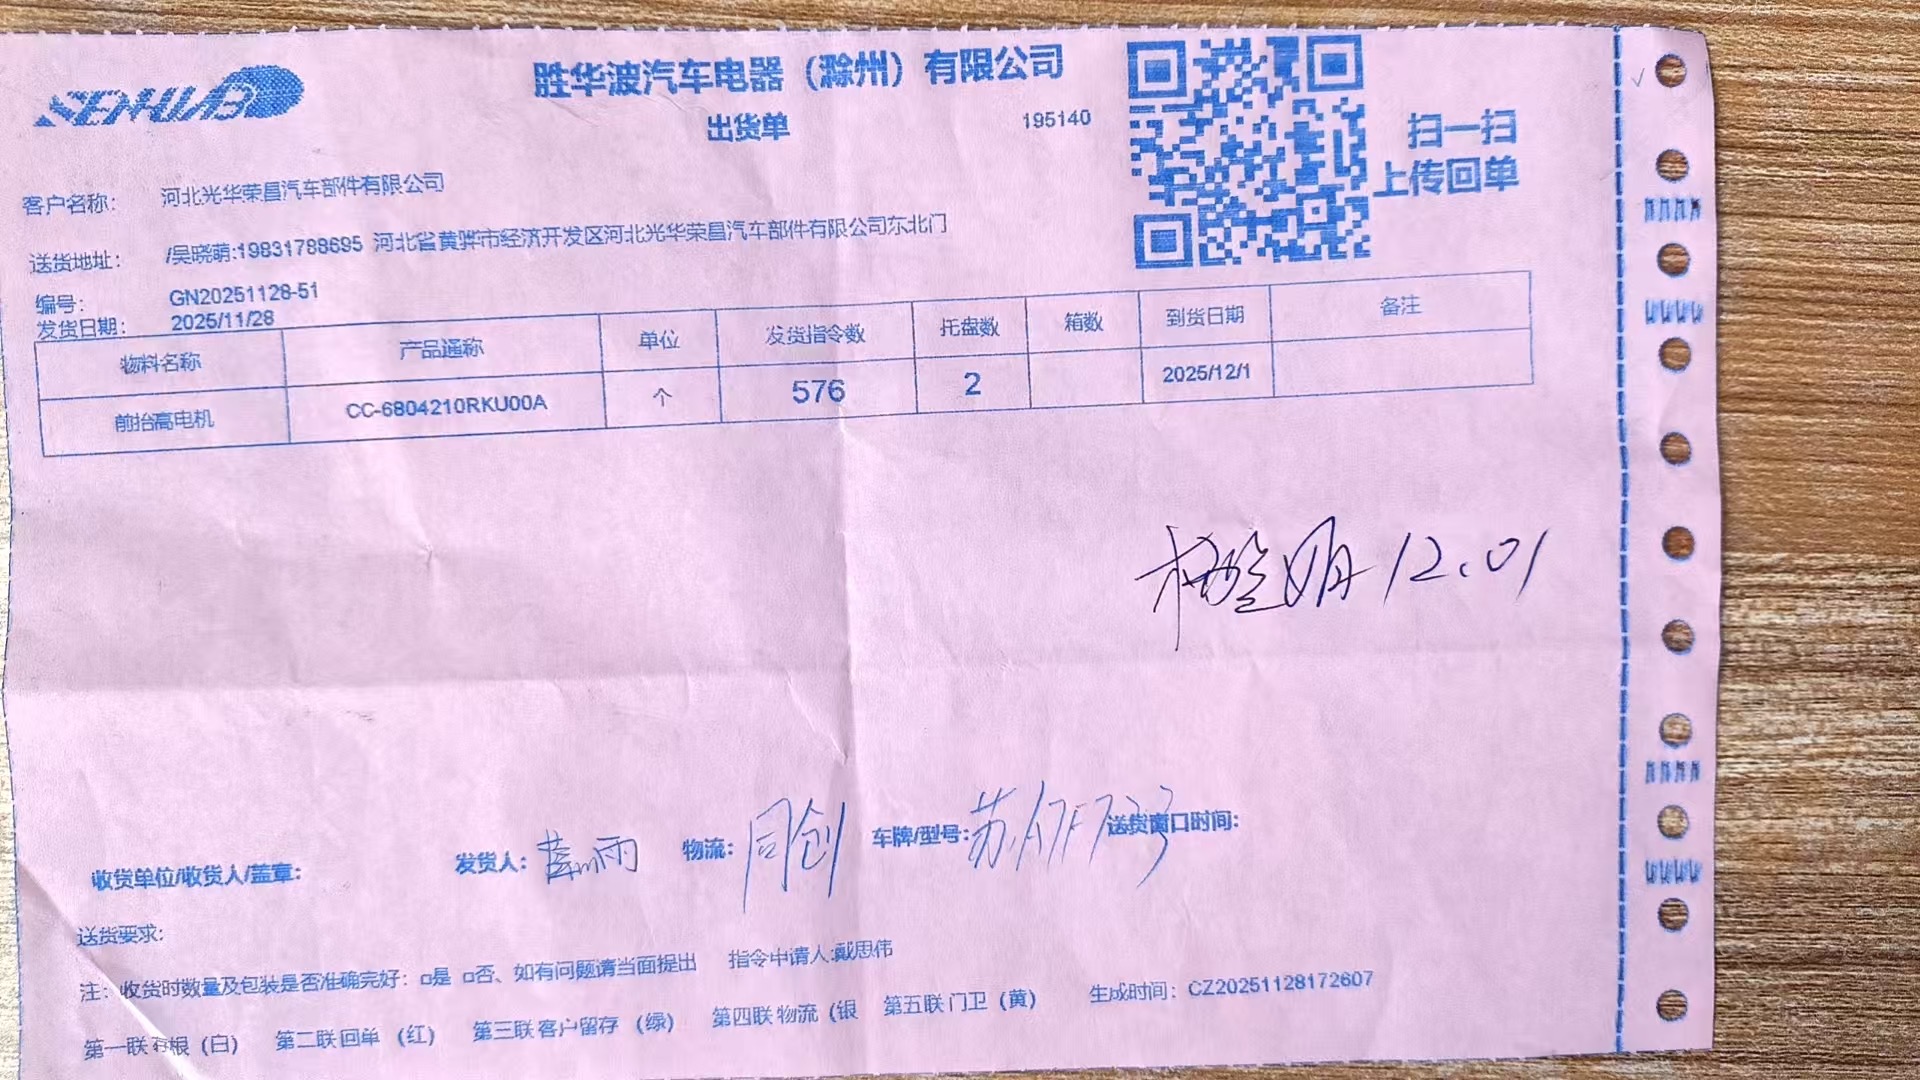 SENHUAB
胜华波汽车电器（滁州）有限公司
出货单
195140
扫一扫
上传回单
客户名称： 河北光华荣昌汽车部件有限公司
送货地址： /吴晓萌:19831788695 河北省黄骅市经济开发区河北光华荣昌汽车部件有限公司东北门
编号： GN20251128-51
发货日期： 2025/11/28
物料名称 产品通称 单位 发货指令数 托盘数 箱数 到货日期 备注
前抬高电机 CC-6804210RKU00A 个 576 2 2025/12/1
12.01
收货单位/收货人/盖章： 发货人： 物流：同创 车牌/型号： 送货窗口时间：
送货要求:
注：收货时数量及包装是否准确完好：□是 □否、如有问题请当面提出 指令申请人:戴思伟
第一联存根（白） 第二联回单（红） 第三联客户留存（绿） 第四联物流（银 第五联门卫（黄） 生成时间：CZ20251128172607